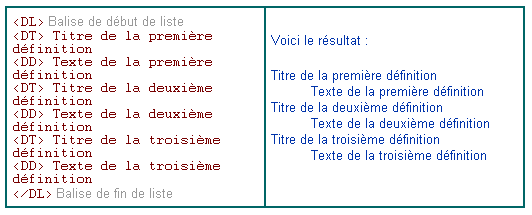 <DL> Balise de début de liste
<DT> Titre de la première
définition
<DD> Texte de la première
définition
<DT> Titre de la deuxième
définition
<DD> Texte de la deuxième
définition
<DT> Titre de la troisième
définition
<DD> Texte de la troisième
définition
</DL> Balise de fin de liste
Voici le résultat :
Titre de la première définition
Texte de la première définition
Titre de la deuxième définition
Texte de la deuxième définition
Titre de la troisième définition
Texte de la troisième définition